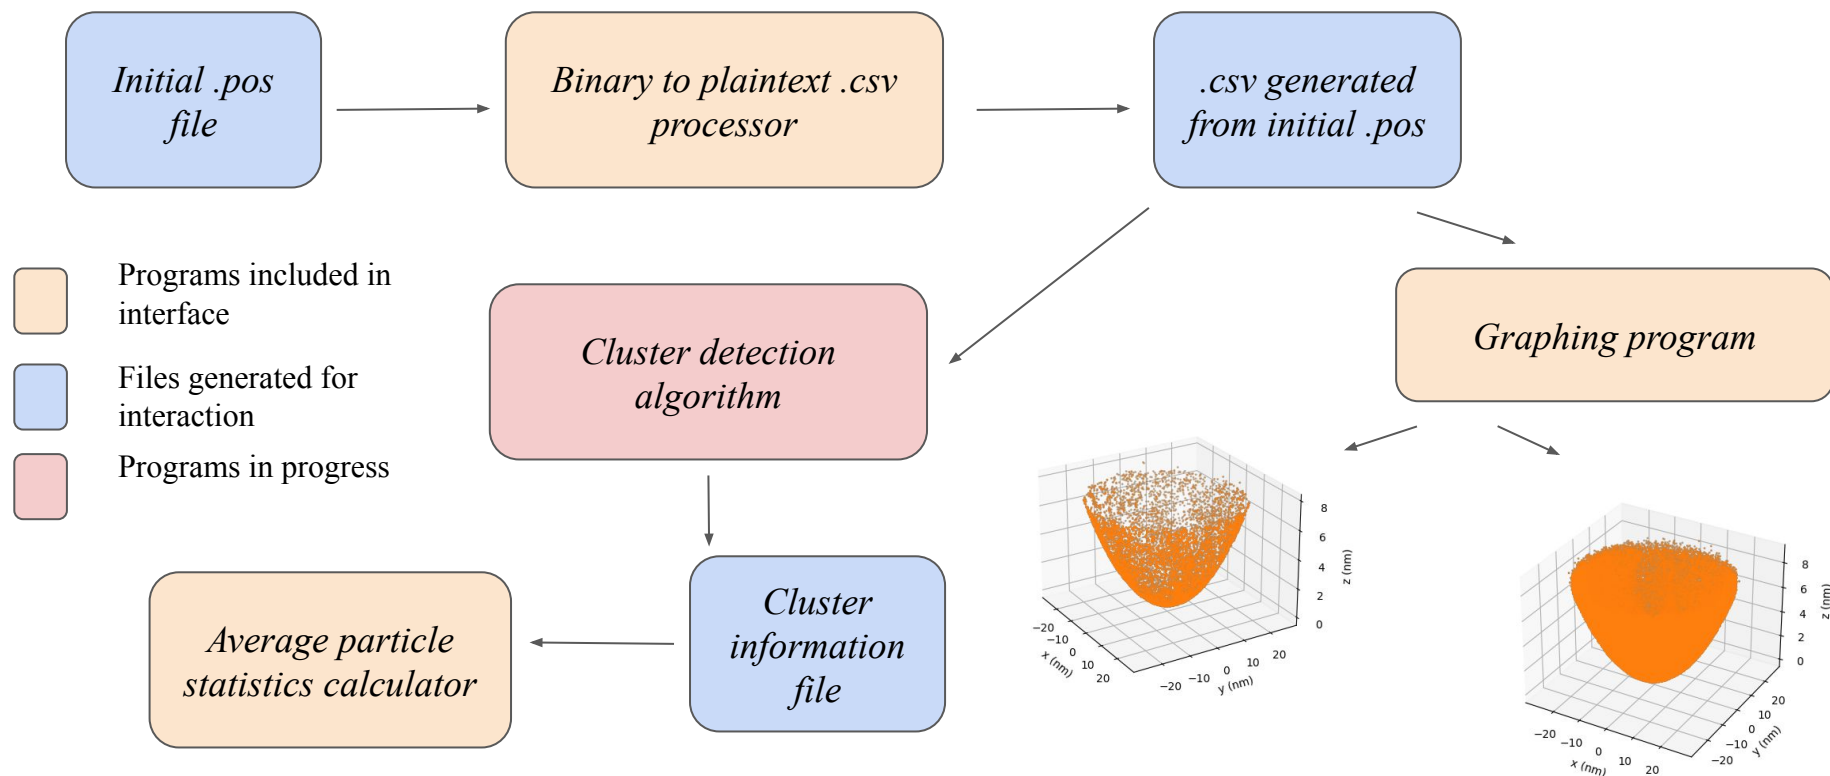 Initial .pos
file
Binary to plaintext .csv
processor
.csv generated
from initial .pos
Programs included in
interface
Files generated for
interaction
Programs in progress
Cluster detection
algorithm
Graphing program
Average particle
statistics calculator
Cluster
information
file
8
6
4
2
0
z (nm)
−20
−10
0
10
20
x (nm)
−20
−10
0
10
20
y (nm)
8
6
4
2
0
z (nm)
−20
−10
0
10
20
x (nm)
20
10
0
−10
−20
y (nm)